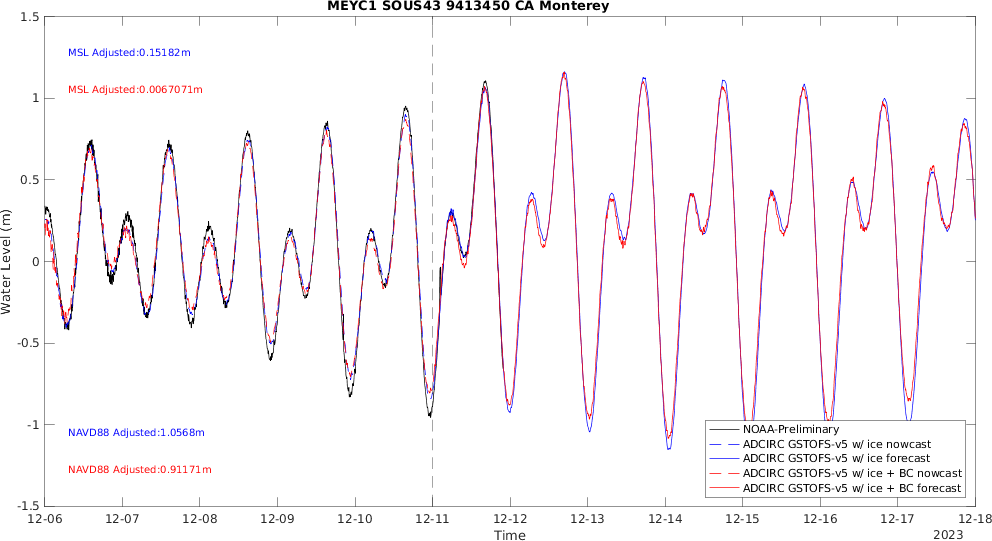 MEYC1 SOUS43 9413450 CA Monterey
1.5
1
0.5
0
-0.5
-1
-1.5
Water Level (m)
MSL Adjusted:0.15182m
MSL Adjusted:0.0067071m
NAVD88 Adjusted:1.0568m
NAVD88 Adjusted:0.91171m
NOAA-Preliminary
ADCIRC GSTOFS-v5 w/ ice nowcast
ADCIRC GSTOFS-v5 w/ ice forecast
ADCIRC GSTOFS-v5 w/ ice + BC nowcast
ADCIRC GSTOFS-v5 w/ ice + BC forecast
12-06 12-07 12-08 12-09 12-10 12-11 12-12 12-13 12-14 12-15 12-16 12-17 12-18
Time
2023